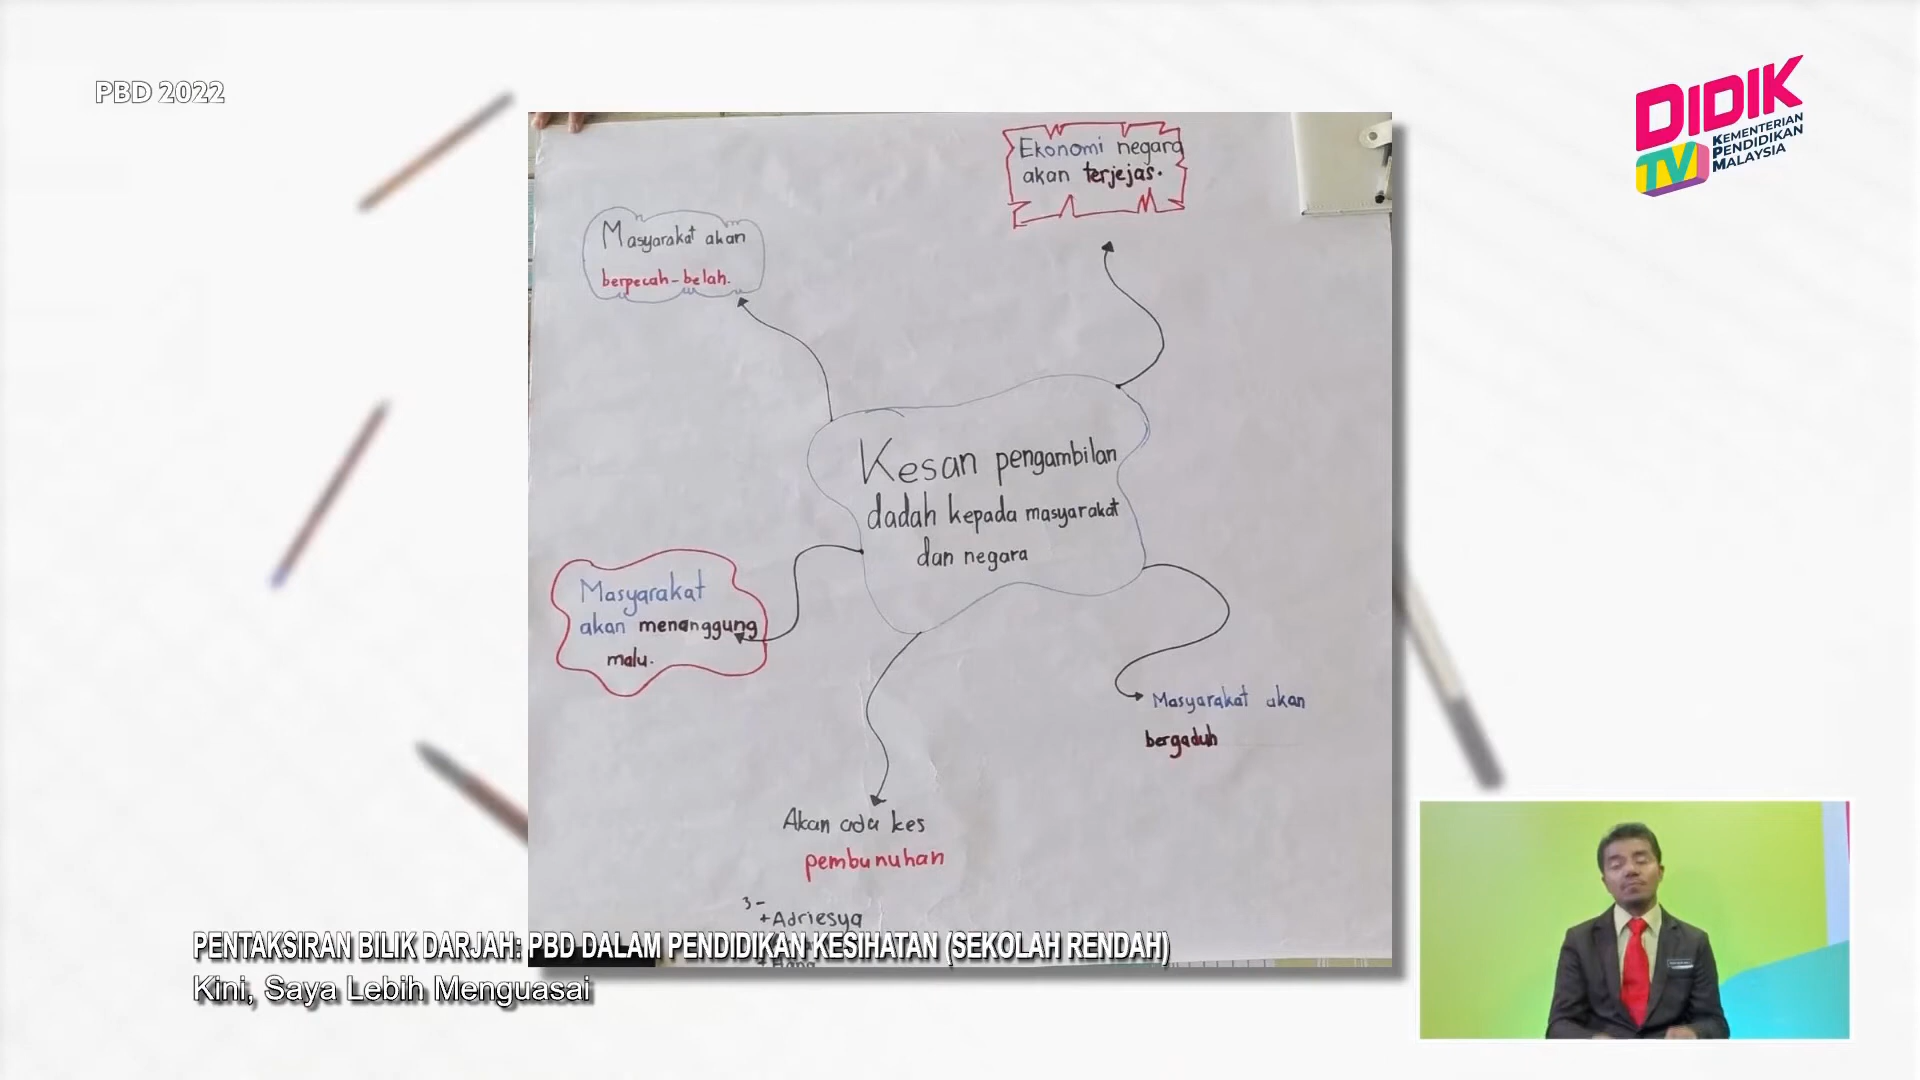 PBD 2022
DIDIK
TV
KEMENTERIAN
PENDIDIKAN
MALAYSIA
Ekonomi negara
akan terjejas.
Masyarakat akan
berpecah-belah.
Kesan pengambilan
dadah kepada masyarakat
dan negara
Masyarakat
akan menanggung
malu.
Masyarakat akan
bergaduh
Akan ada kes
pembunuhan
3-
+Adriesya
PENTAKSIRAN BILIK DARJAH: PBD DALAM PENDIDIKAN KESIHATAN (SEKOLAH RENDAH)
Kini, Saya Lebih Menguasai